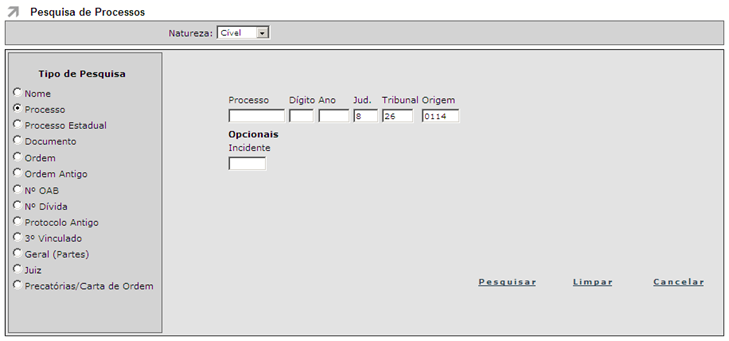 Pesquisa de Processos
Natureza: Cível
Tipo de Pesquisa
Nome
Processo
Processo Estadual
Documento
Ordem
Ordem Antigo
Nº OAB
Nº Dívida
Protocolo Antigo
3º Vinculado
Geral (Partes)
Juiz
Precatórias/Carta de Ordem
Processo Dígito Ano Jud. Tribunal Origem
8 26 0114
Opcionais
Incidente
Pesquisar Limpar Cancelar